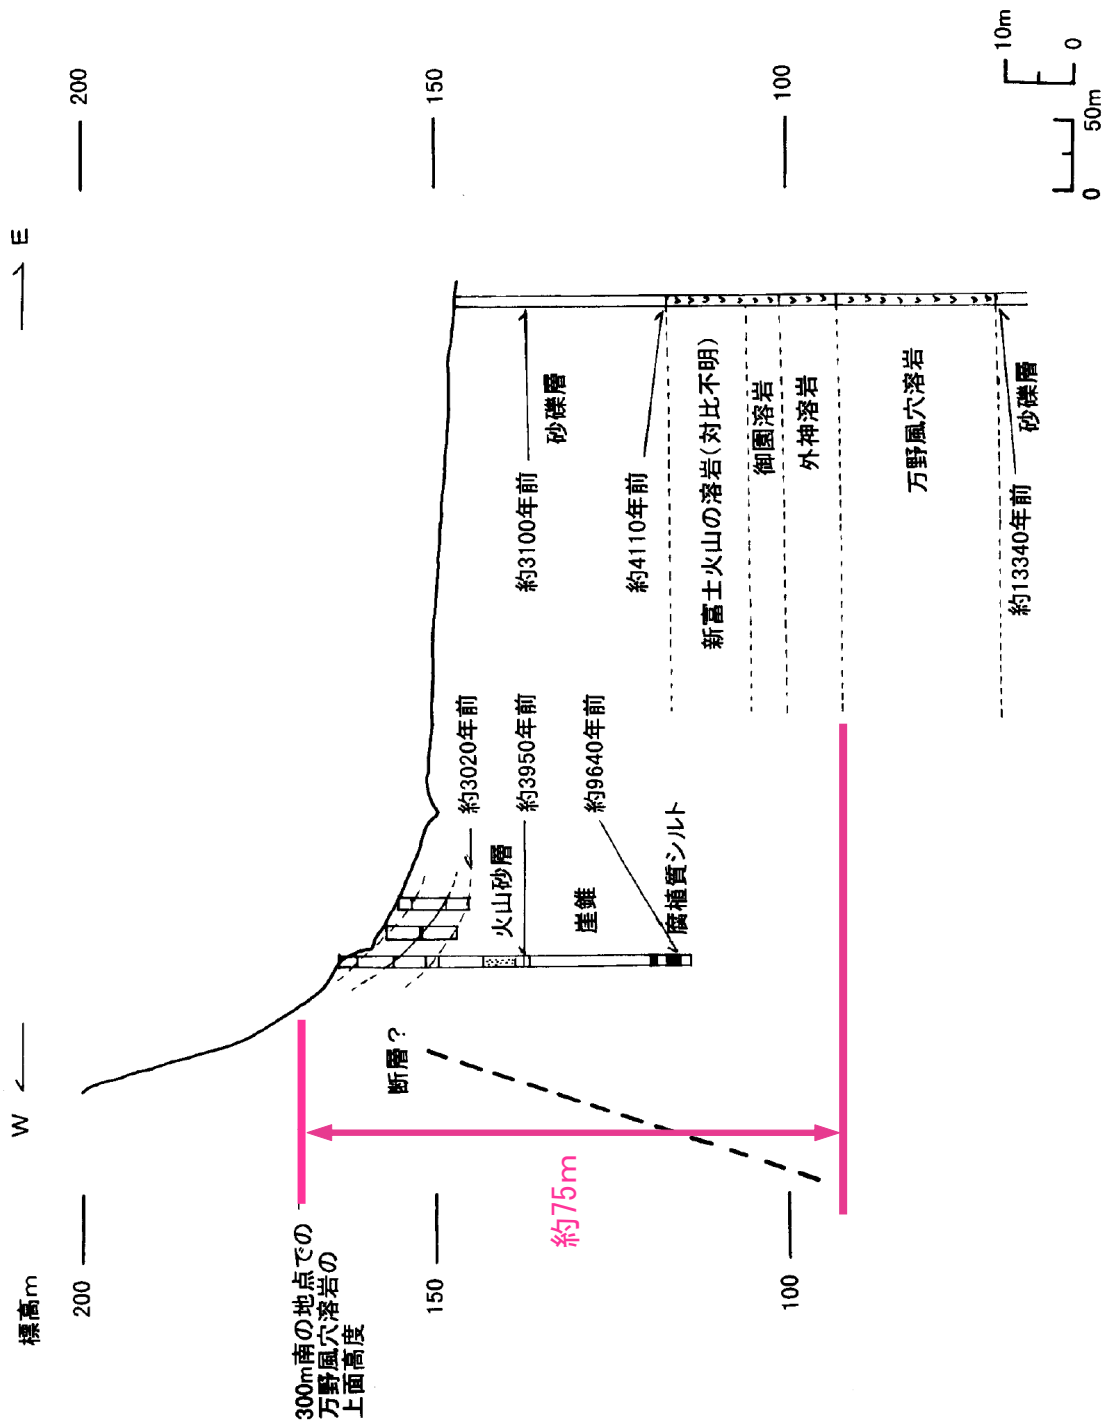 標高m
W
E
200
200
150
150
100
100
300m南の地点での
万野風穴溶岩の
上面高度
約75m
断層?
火山砂層
崖錐
腐植質シルト
約3020年前
約3950年前
約9640年前
約3100年前
砂礫層
約4110年前
新富士火山の溶岩(対比不明)
御園溶岩
外神溶岩
万野風穴溶岩
約13340年前
砂礫層
10m
0
0
50m